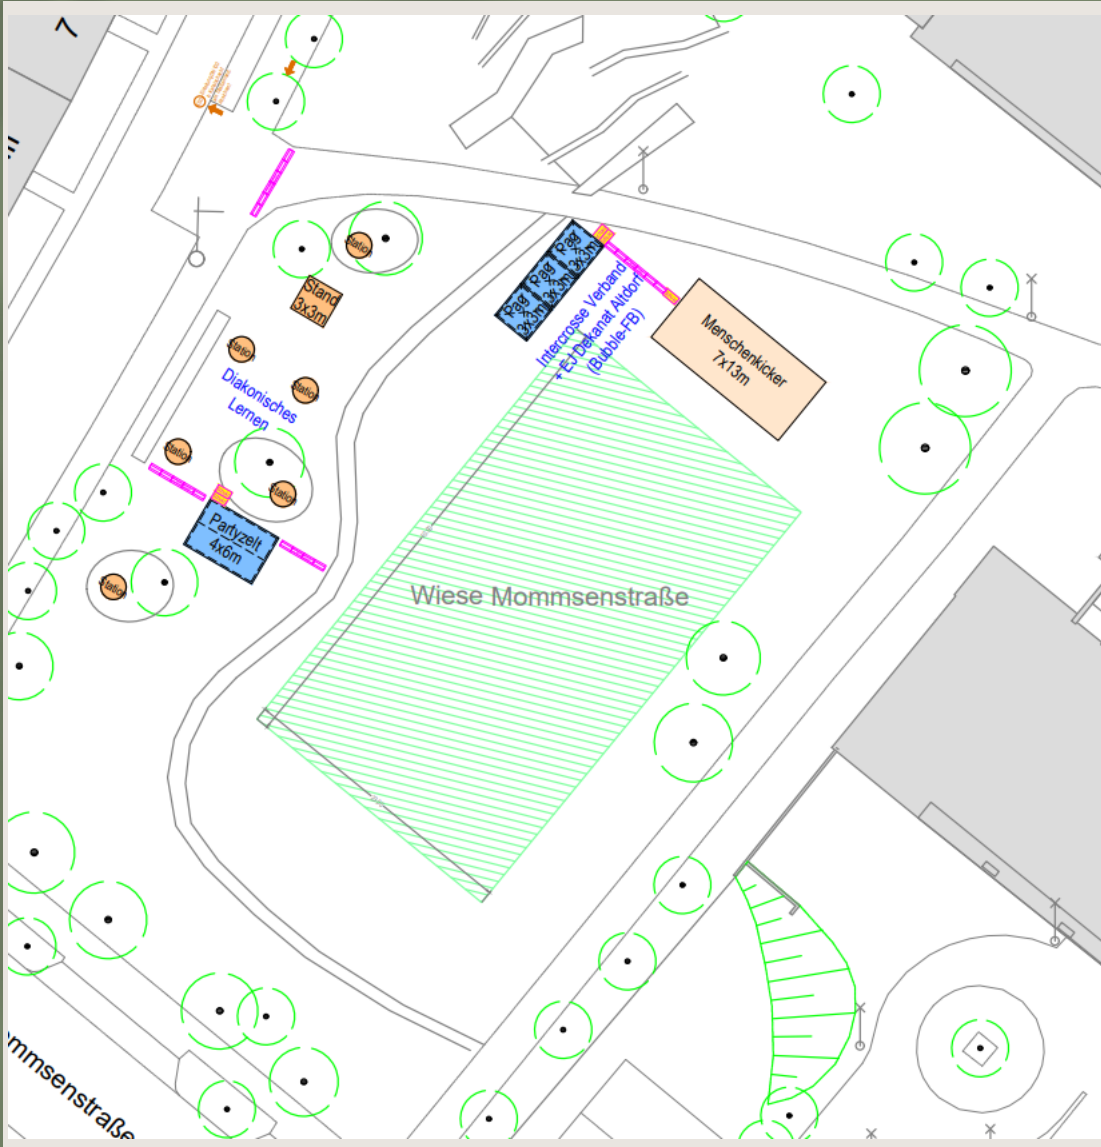 7
Station
Stand
3x3m
Pag
3x3m
Pag
3x3m
Pag
3x3m
Intercrosse Verband
+ EJ Dekanat Altdorf
(Bubble-FB)
Menschenkicker
7x13m
Station
Station
Diakonisches
Lernen
Station
Station
Partyzelt
4x6m
Station
Wiese Mommsenstraße
mmsenstraße